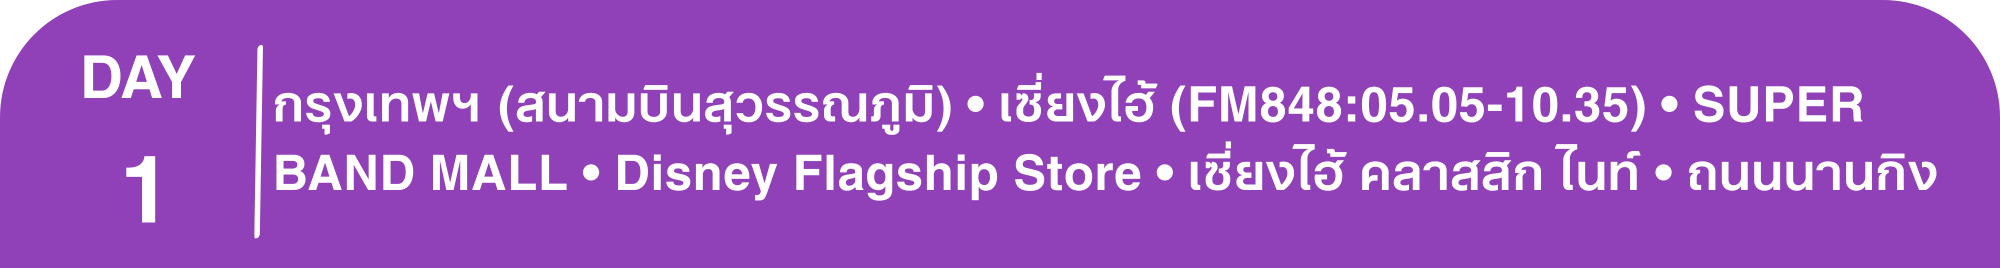 DAY
1
กรุงเทพฯ (สนามบินสุวรรณภูมิ) • เซี่ยงไฮ้ (FM848:05.05-10.35) • SUPER
BAND MALL • Disney Flagship Store • เซี่ยงไฮ้ คลาสสิก ไนท์ • ถนนนานกิง